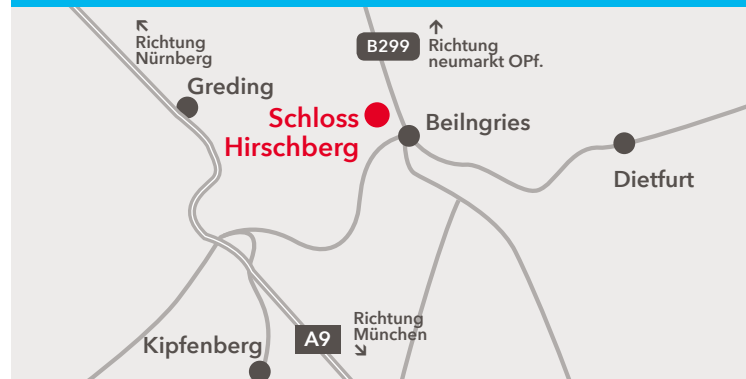 Richtung
Nürnberg
B299
Richtung
neumarkt OPf.
Greding
Schloss
Hirschberg
Beilngries
Dietfurt
Kipfenberg
A9
Richtung
München